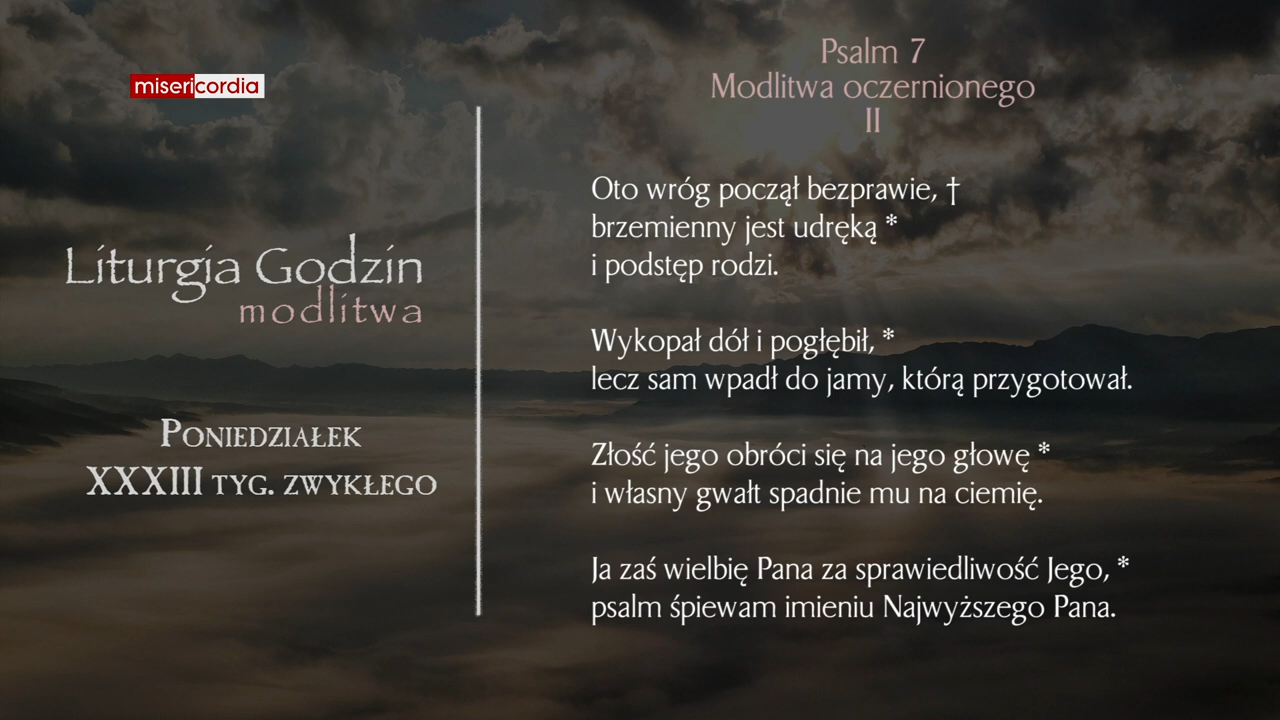 misericordia
Liturgia Godzin
modlitwa
Poniedziałek
XXXIII tyg. zwykłego
Psalm 7
Modlitwa oczernionego
II
Oto wróg począł bezprawie, †
brzemienny jest udręką *
i podstęp rodzi.
Wykopał dół i pogłębił, *
lecz sam wpadł do jamy, którą przygotował.
Złość jego obróci się na jego głowę *
i własny gwałt spadnie mu na ciemię.
Ja zaś wielbię Pana za sprawiedliwość Jego, *
psalm śpiewam imieniu Najwyższego Pana.